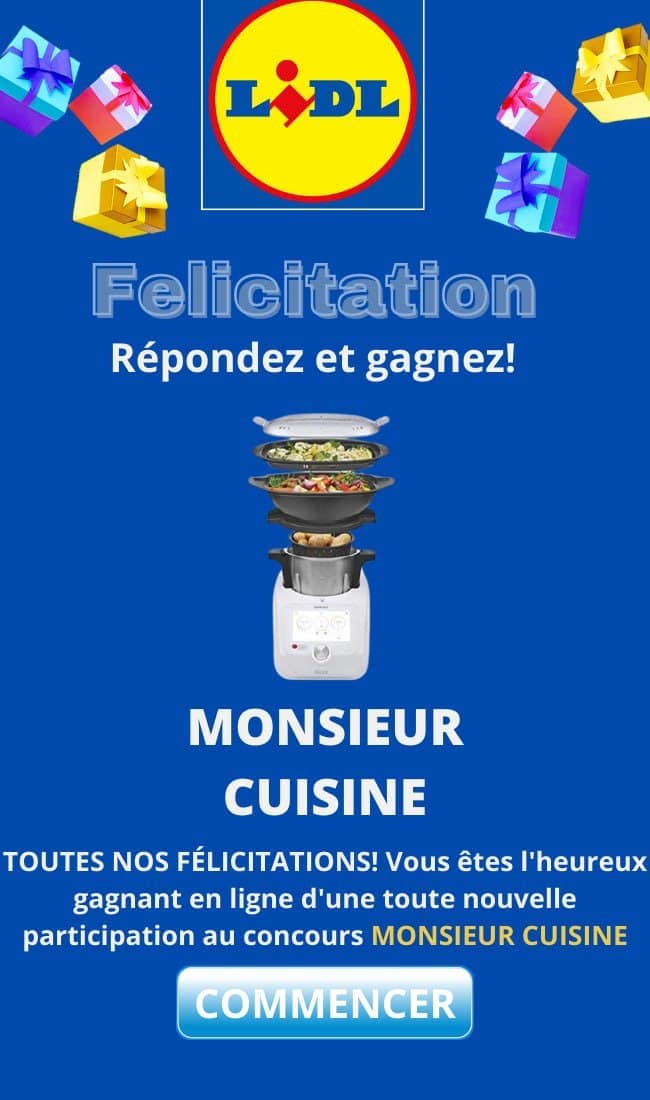 LIDL
Felicitation
Répondez et gagnez!
MONSIEUR
CUISINE
TOUTES NOS FÉLICITATIONS! Vous êtes l'heureux
gagnant en ligne d'une toute nouvelle
participation au concours MONSIEUR CUISINE
COMMENCER